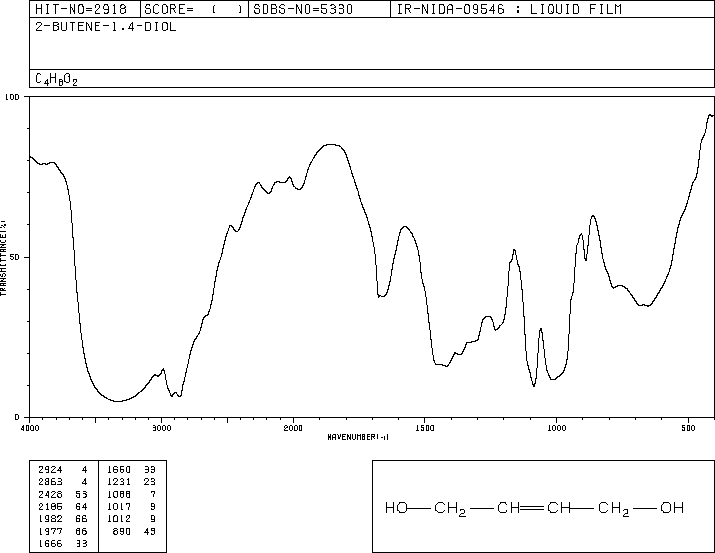 HIT-NO=2918 SCORE= ( ) SDBS-NO=5330 IR-NIDA-09546 : LIQUID FILM
2-BUTENE-1,4-DIOL
C4H8O2
100
50
0
TRANSMITTANCE(%)
4000 3000 2000 1500 1000 500
WAVENUMBER(-1)
2924 4 1660 39
2863 4 1231 23
2428 53 1088 7
2185 64 1017 9
1982 66 1012 9
1977 66 890 45
1666 33
HO—CH2—CH=CH—CH2—OH